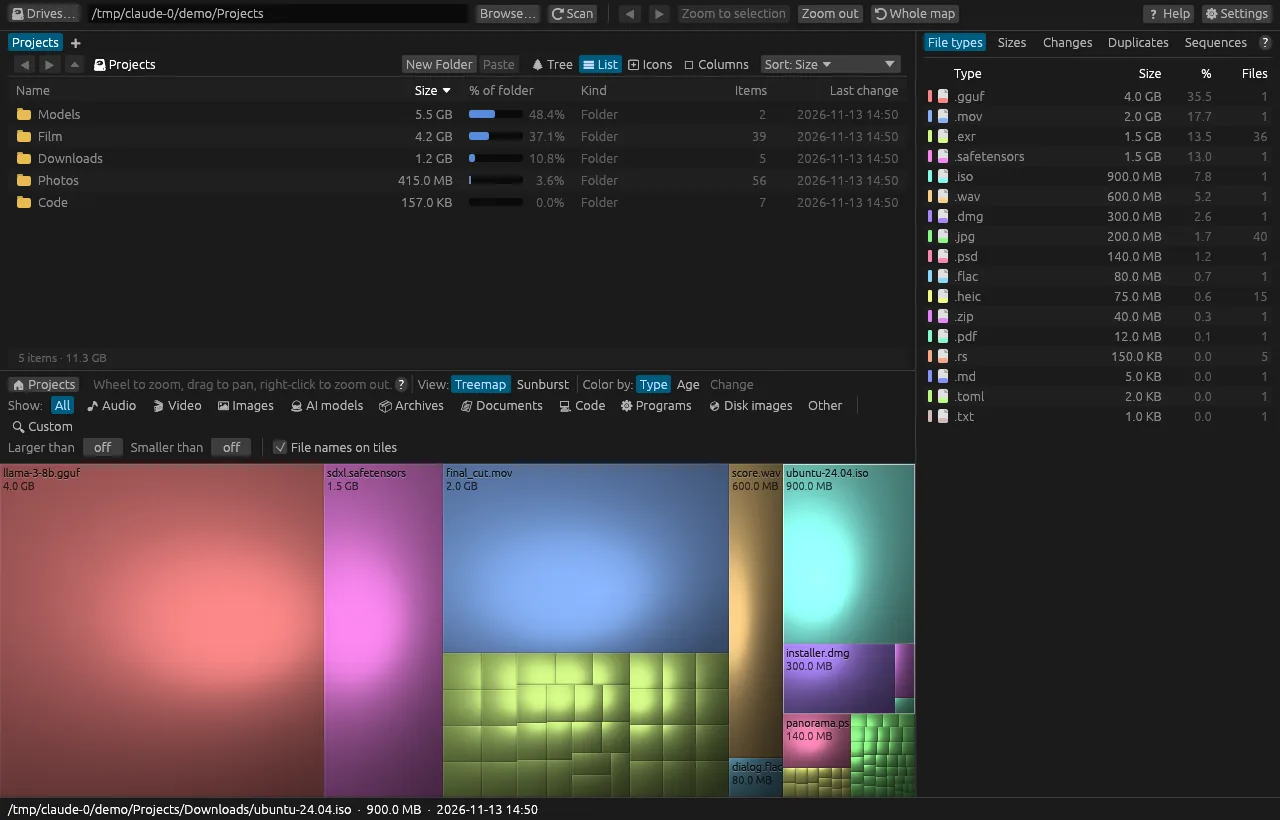 Drives... /tmp/claude-0/demo/Projects Browse... Scan Zoom to selection Zoom out Whole map ? Help Settings
Projects + File types Sizes Changes Duplicates Sequences ?
Projects New Folder Paste Tree List Icons Columns Sort: Size
Name Size % of folder Kind Items Last change
Models 5.5 GB 48.4% Folder 2 2026-11-13 14:50
Film 4.2 GB 37.1% Folder 39 2026-11-13 14:50
Downloads 1.2 GB 10.8% Folder 5 2026-11-13 14:50
Photos 415.0 MB 3.6% Folder 56 2026-11-13 14:50
Code 157.0 KB 0.0% Folder 7 2026-11-13 14:50
5 items · 11.3 GB
Type Size % Files
.gguf 4.0 GB 35.5 1
.mov 2.0 GB 17.7 1
.exr 1.5 GB 13.5 36
.safetensors 1.5 GB 13.0 1
.iso 900.0 MB 7.8 1
.wav 600.0 MB 5.2 1
.dmg 300.0 MB 2.6 1
.jpg 200.0 MB 1.7 40
.psd 140.0 MB 1.2 1
.flac 80.0 MB 0.7 1
.heic 75.0 MB 0.6 15
.zip 40.0 MB 0.3 1
.pdf 12.0 MB 0.1 1
.rs 150.0 KB 0.0 5
.md 5.0 KB 0.0 1
.toml 2.0 KB 0.0 1
.txt 1.0 KB 0.0 1
Projects Wheel to zoom, drag to pan, right-click to zoom out. ? View: Treemap Sunburst Color by: Type Age Change
Show: All Audio Video Images AI models Archives Documents Code Programs Disk images Other
Custom
Larger than off Smaller than off File names on tiles
llama-3-8b.gguf
4.0 GB
sdxl.safetensors
1.5 GB
final_cut.mov
2.0 GB
score.wav
600.0 MB
ubuntu-24.04.iso
900.0 MB
installer.dmg
300.0 MB
panorama.ps
140.0 MB
dialog.flac
80.0 MB
/tmp/claude-0/demo/Projects/Downloads/ubuntu-24.04.iso · 900.0 MB · 2026-11-13 14:50